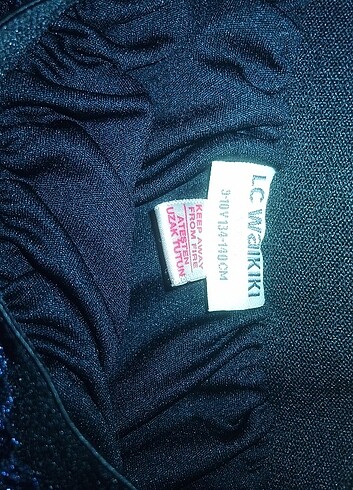 LC WaIKIKI
9-10 Y 134-140 CM
KEEP AWAY
FROM FIRE
ATEŞTEN
UZAK TUTUN